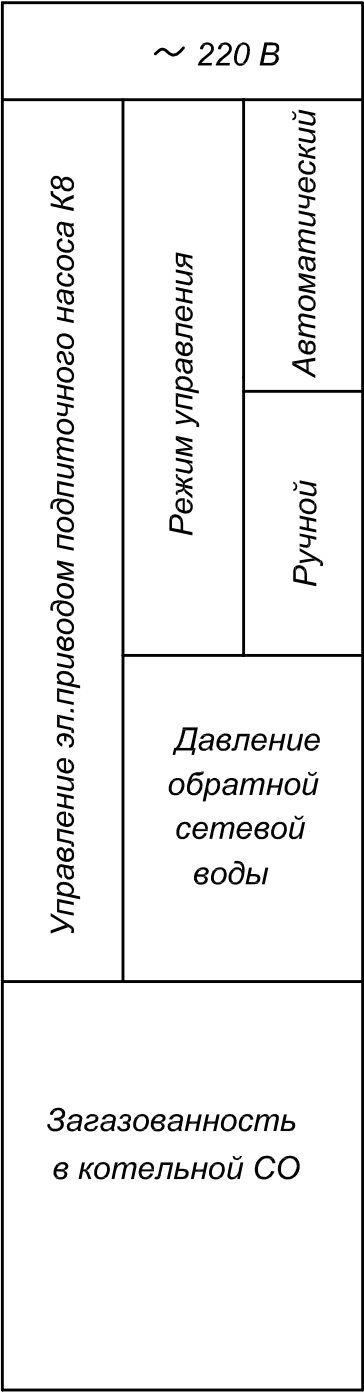 ~ 220 В
Управление эл.приводом подпиточного насоса К8
Режим управления
Автоматический
Ручной
Давление
обратной
сетевой
воды
Загазованность
в котельной СО